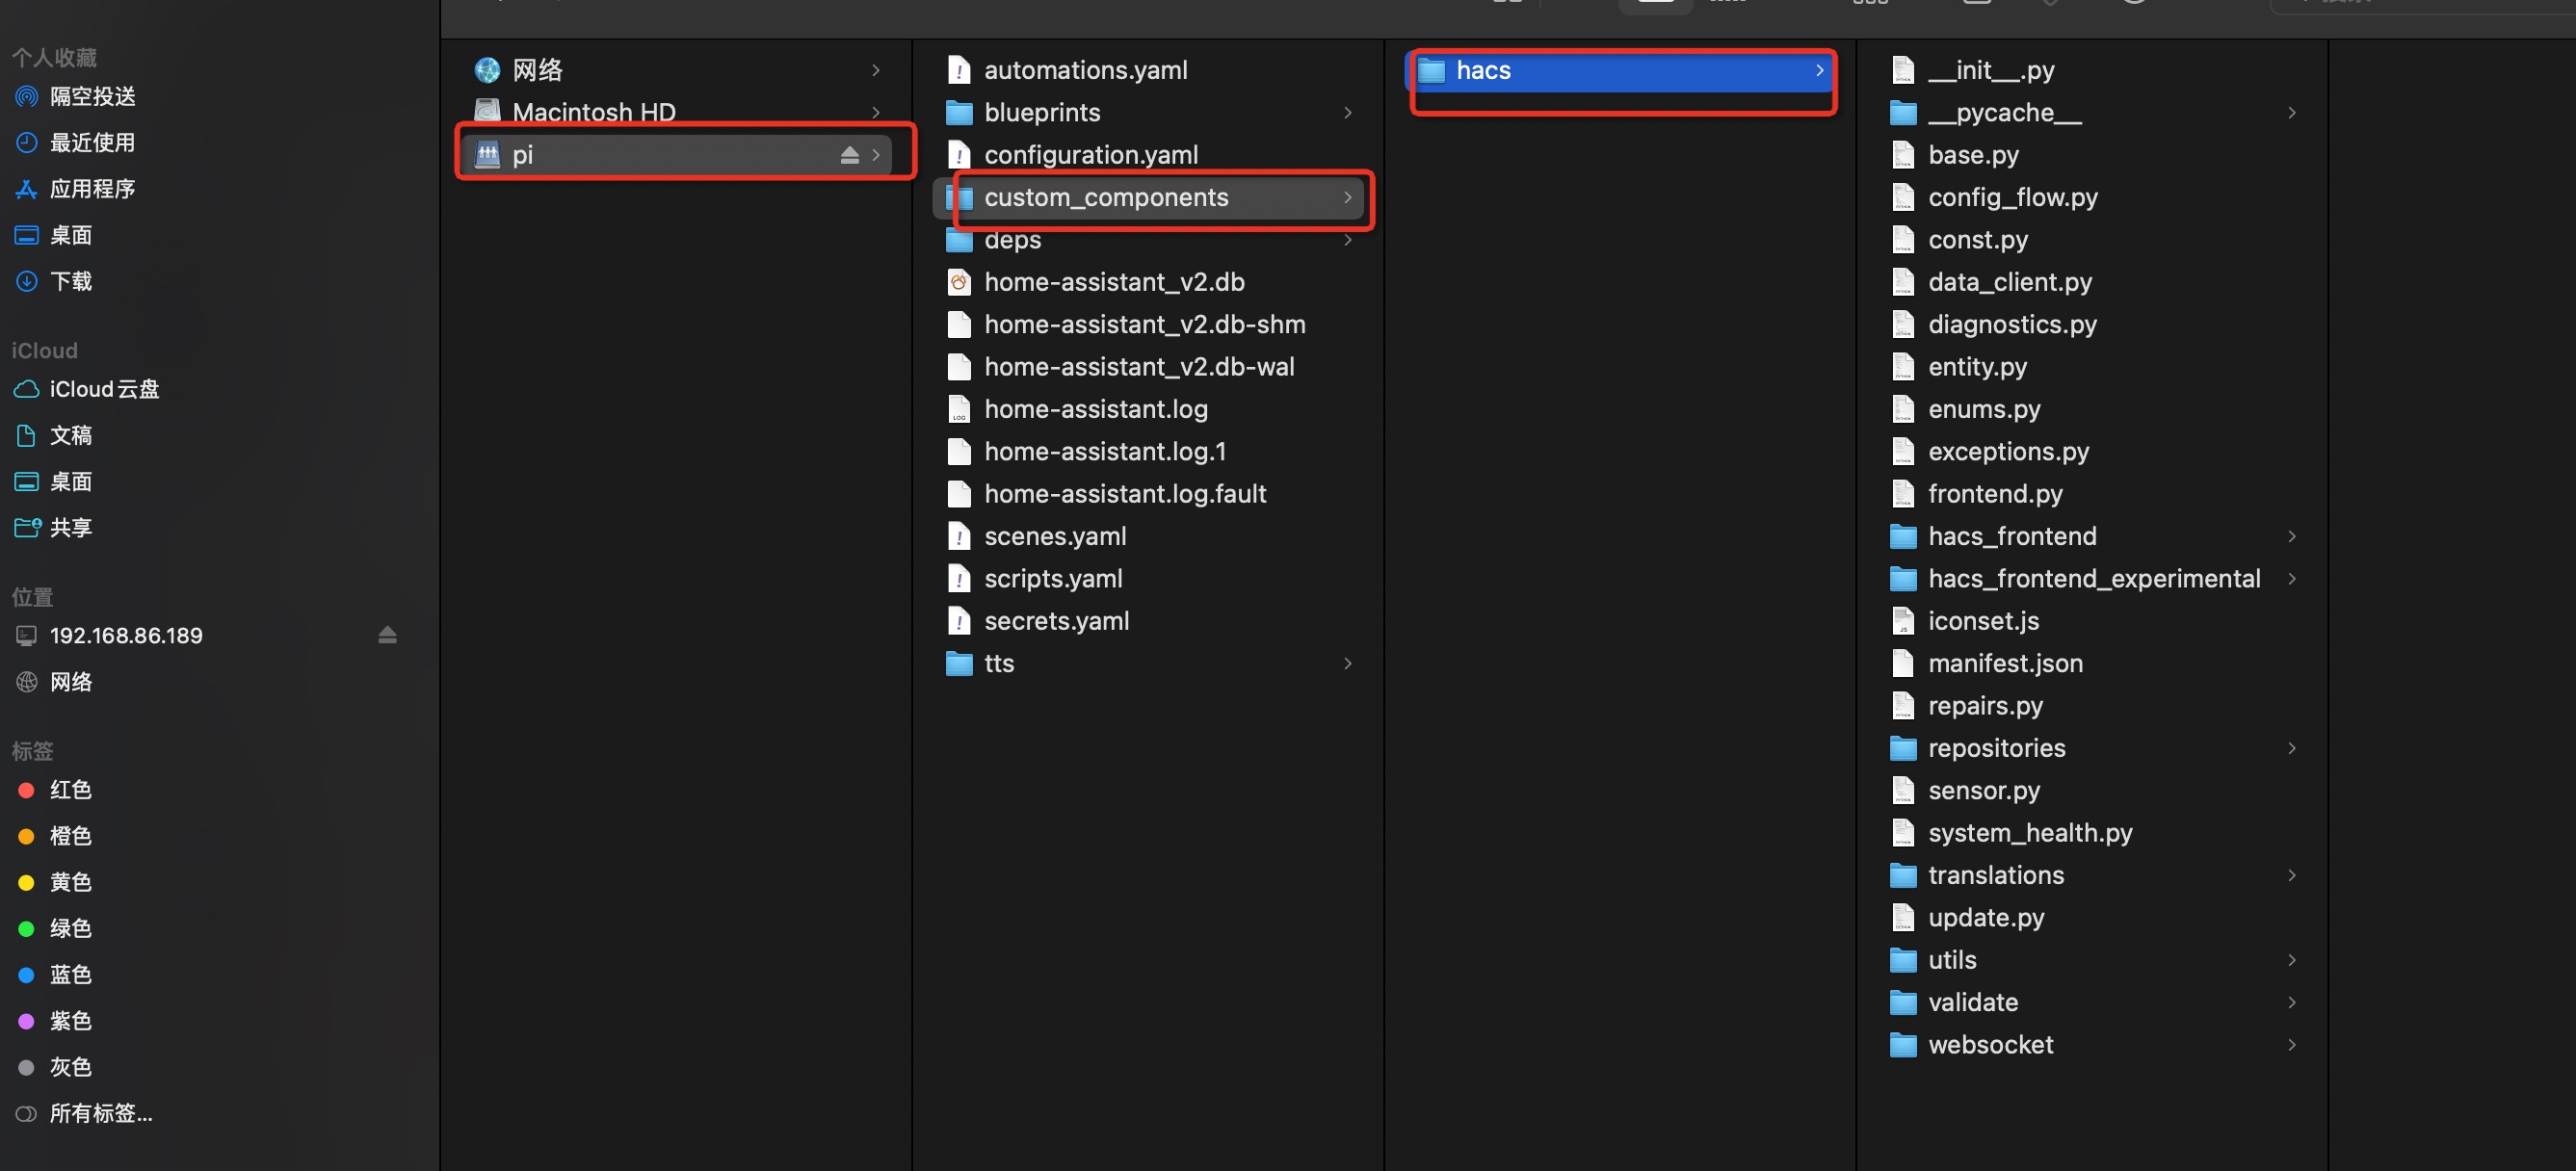 个人收藏
隔空投送
最近使用
应用程序
桌面
下载
iCloud
iCloud云盘
文稿
桌面
共享
位置
192.168.86.189
网络
标签
红色
橙色
黄色
绿色
蓝色
紫色
灰色
所有标签...
网络
Macintosh HD
pi
automations.yaml
blueprints
configuration.yaml
custom_components
deps
home-assistant_v2.db
home-assistant_v2.db-shm
home-assistant_v2.db-wal
home-assistant.log
home-assistant.log.1
home-assistant.log.fault
scenes.yaml
scripts.yaml
secrets.yaml
tts
hacs
__init__.py
__pycache__
base.py
config_flow.py
const.py
data_client.py
diagnostics.py
entity.py
enums.py
exceptions.py
frontend.py
hacs_frontend
hacs_frontend_experimental
iconset.js
manifest.json
repairs.py
repositories
sensor.py
system_health.py
translations
update.py
utils
validate
websocket